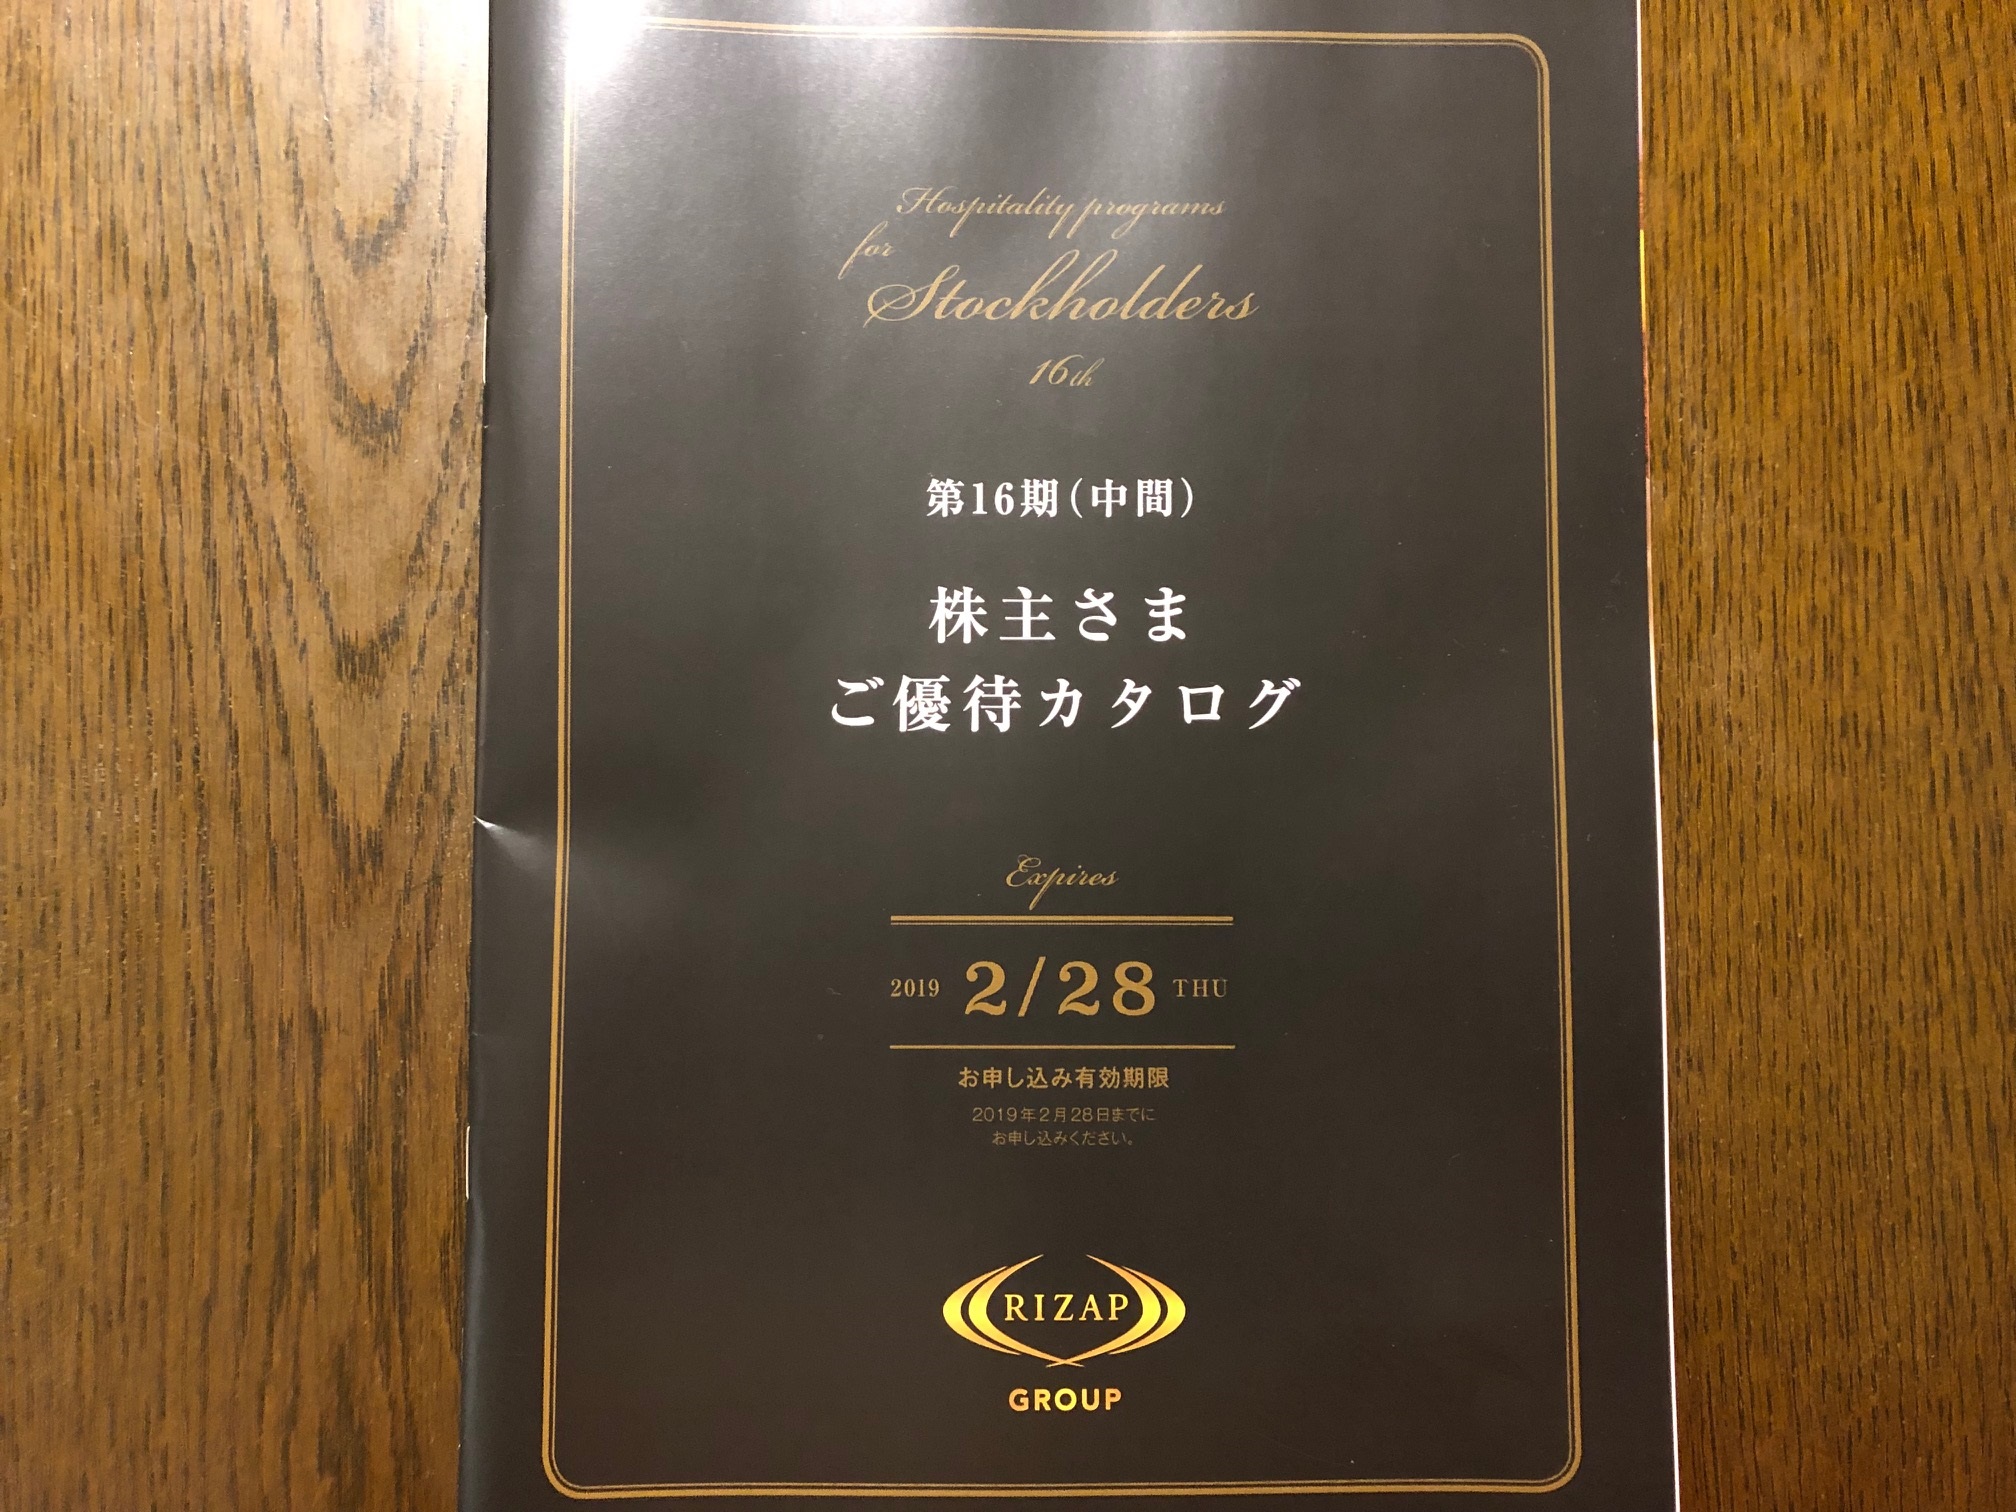 Hospitality programs
for
Stockholders
16th
第16期(中間)
株主さま
ご優待カタログ
Expires
2019 2/28 THU
お申し込み有効期限
2019年2月28日までに
お申し込みください。
RIZAP
GROUP